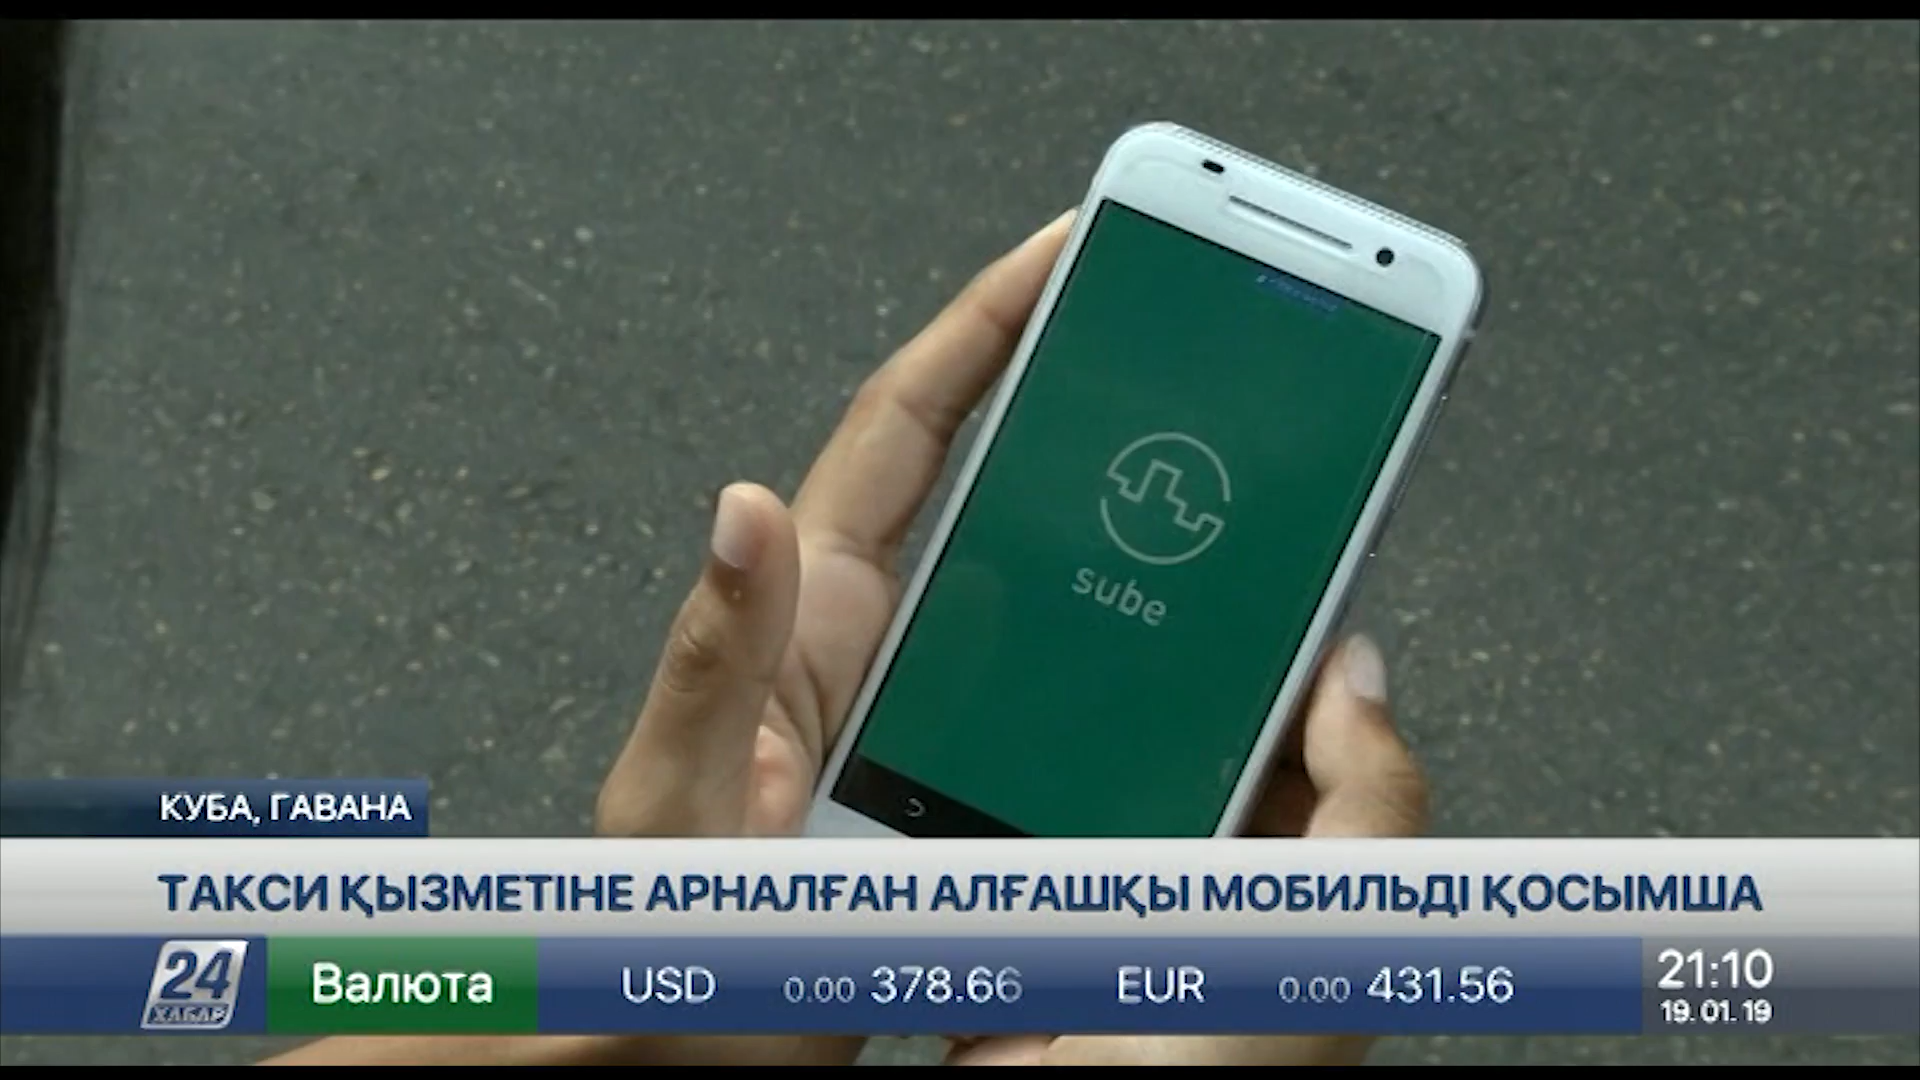 sube
КУБА, ГАВАНА
ТАКСИ ҚЫЗМЕТІНЕ АРНАЛҒАН АЛҒАШҚЫ МОБИЛЬДІ ҚОСЫМША
24 ХАБАР Валюта USD 0.00 378.66 EUR 0.00 431.56 21:10
19.01.19